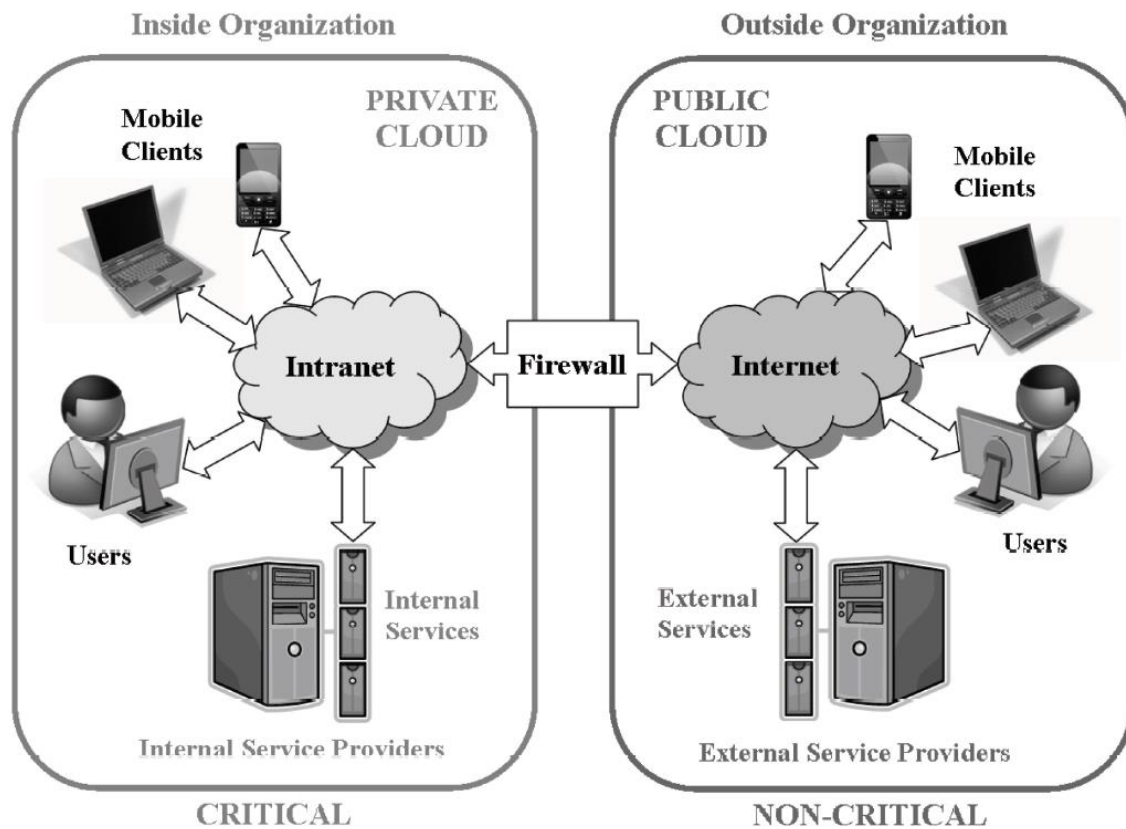 Inside Organization
Outside Organization
PRIVATE
CLOUD
PUBLIC
CLOUD
Mobile
Clients
Mobile
Clients
Intranet
Firewall
Internet
Users
Users
Internal
Services
External
Services
Internal Service Providers
External Service Providers
CRITICAL
NON-CRITICAL